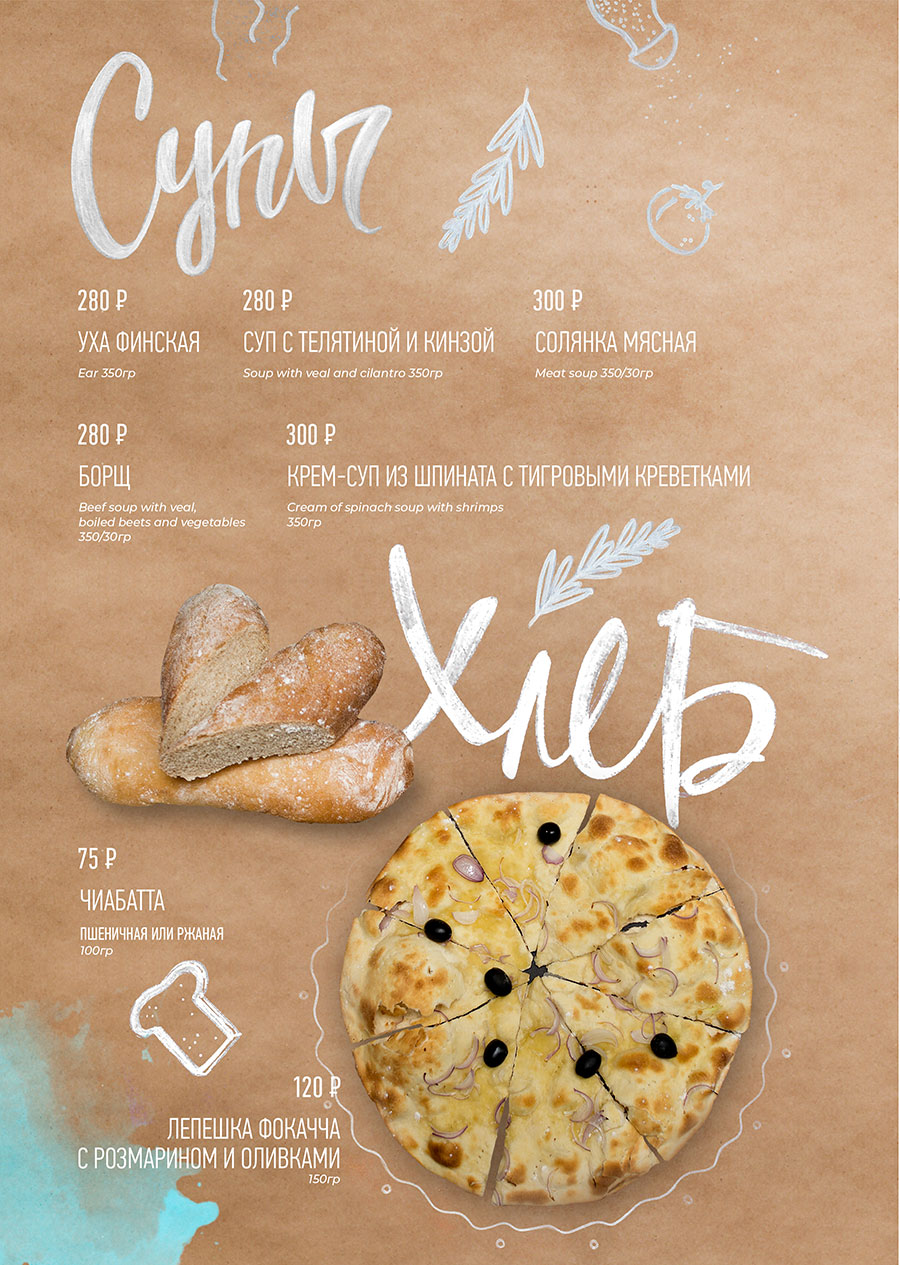 Супы
280 ₽
УХА ФИНСКАЯ
Ear 350гр
280 ₽
СУП С ТЕЛЯТИНОЙ И КИНЗОЙ
Soup with veal and cilantro 350гр
300 ₽
СОЛЯНКА МЯСНАЯ
Meat soup 350/30гр
280 ₽
БОРЩ
Beef soup with veal,
boiled beets and vegetables
350/30гр
300 ₽
КРЕМ-СУП ИЗ ШПИНАТА С ТИГРОВЫМИ КРЕВЕТКАМИ
Cream of spinach soup with shrimps
350гр
Хлеб
75 ₽
ЧИАБАТТА
ПШЕНИЧНАЯ ИЛИ РЖАНАЯ
100гр
120 ₽
ЛЕПЕШКА ФОКАЧЧА
С РОЗМАРИНОМ И ОЛИВКАМИ
150гр